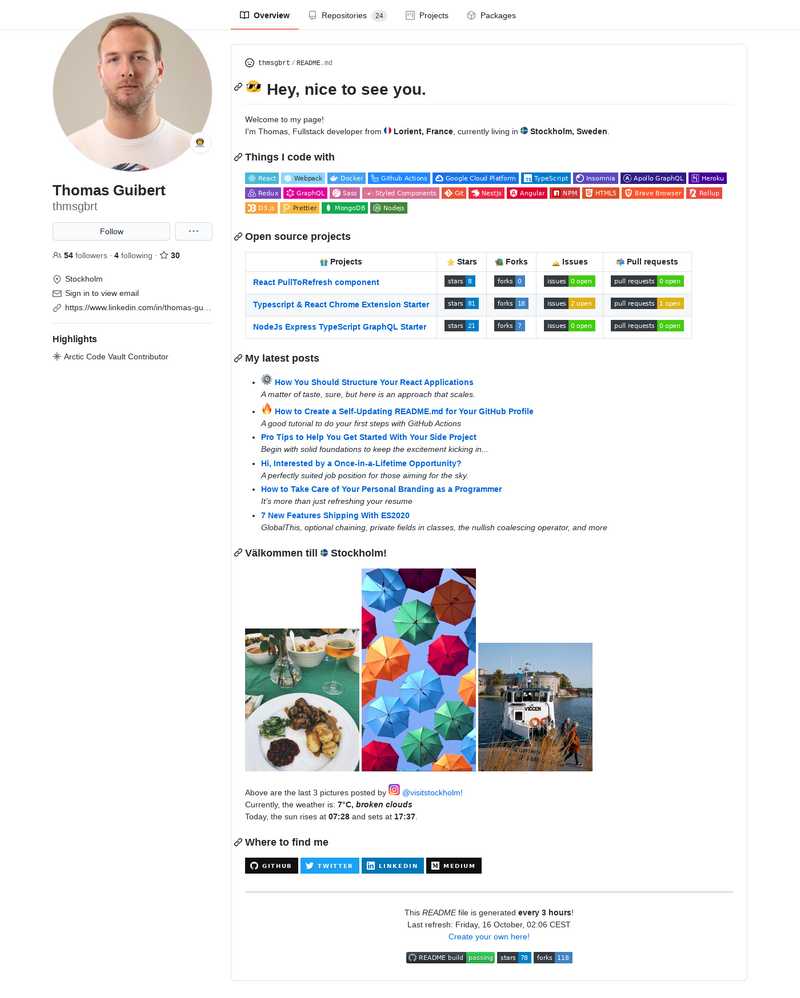 Overview
Repositories 24
Projects
Packages
Thomas Guibert
thmsgbrt
Follow
54 followers · 4 following · 30
Stockholm
Sign in to view email
https://www.linkedin.com/in/thomas-gu...
Highlights
Arctic Code Vault Contributor
thmsgbrt/README.md
Hey, nice to see you.
Welcome to my page!
I'm Thomas, Fullstack developer from Lorient, France, currently living in Stockholm, Sweden.
Things I code with
React Webpack Docker Github Actions Google Cloud Platform TypeScript Insomnia Apollo GraphQL Heroku
Redux GraphQL Sass Styled Components Git NestJs Angular NPM HTML5 Brave Browser Rollup
D3.js Prettier MongoDB Nodejs
Open source projects
Projects Stars Forks Issues Pull requests
React PullToRefresh component stars 8 forks 0 issues 0 open pull requests 0 open
Typescript & React Chrome Extension Starter stars 81 forks 18 issues 2 open pull requests 1 open
NodeJs Express TypeScript GraphQL Starter stars 21 forks 7 issues 0 open pull requests 0 open
My latest posts
How You Should Structure Your React Applications
A matter of taste, sure, but here is an approach that scales.
How to Create a Self-Updating README.md for Your GitHub Profile
A good tutorial to do your first steps with GitHub Actions
Pro Tips to Help You Get Started With Your Side Project
Begin with solid foundations to keep the excitement kicking in...
Hi, Interested by a Once-in-a-Lifetime Opportunity?
A perfectly suited job position for those aiming for the sky.
How to Take Care of Your Personal Branding as a Programmer
It's more than just refreshing your resume
7 New Features Shipping With ES2020
GlobalThis, optional chaining, private fields in classes, the nullish coalescing operator, and more
Välkommen till Stockholm!
Above are the last 3 pictures posted by @visitstockholm!
Currently, the weather is: 7°C, broken clouds
Today, the sun rises at 07:28 and sets at 17:37.
Where to find me
GITHUB TWITTER LINKEDIN MEDIUM
This README file is generated every 3 hours!
Last refresh: Friday, 16 October, 02:06 CEST
Create your own here!
README build passing stars 78 forks 118